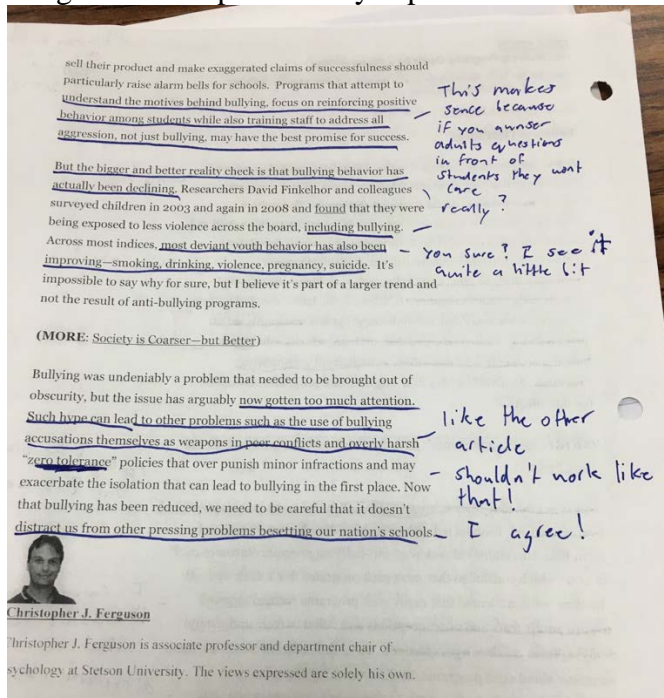 sell their product and make exaggerated claims of successfulness should
particularly raise alarm bells for schools. Programs that attempt to
understand the motives behind bullying, focus on reinforcing positive
behavior among students while also training staff to address all
aggression, not just bullying, may have the best promise for success.
This markes
sence because
if you awnser
adults questions
in front of
students they wont
care
But the bigger and better reality check is that bullying behavior has
actually been declining. Researchers David Finkelhor and colleagues
surveyed children in 2003 and again in 2008 and found that they were
being exposed to less violence across the board, including bullying.
Across most indices, most deviant youth behavior has also been
improving—smoking, drinking, violence, pregnancy, suicide. It's
impossible to say why for sure, but I believe it's part of a larger trend and
not the result of anti-bullying programs.
really?
You sure? I see it
quite a little bit
(MORE: Society is Coarser—but Better)
Bullying was undeniably a problem that needed to be brought out of
obscurity, but the issue has arguably now gotten too much attention.
Such hype can lead to other problems such as the use of bullying
accusations themselves as weapons in peer conflicts and overly harsh
"zero tolerance" policies that over punish minor infractions and may
exacerbate the isolation that can lead to bullying in the first place. Now
that bullying has been reduced, we need to be careful that it doesn't
distract us from other pressing problems besetting our nation's schools.
like the other
article
shouldn't work like
that!
I agree!
Christopher J. Ferguson
Christopher J. Ferguson is associate professor and department chair of
sychology at Stetson University. The views expressed are solely his own.